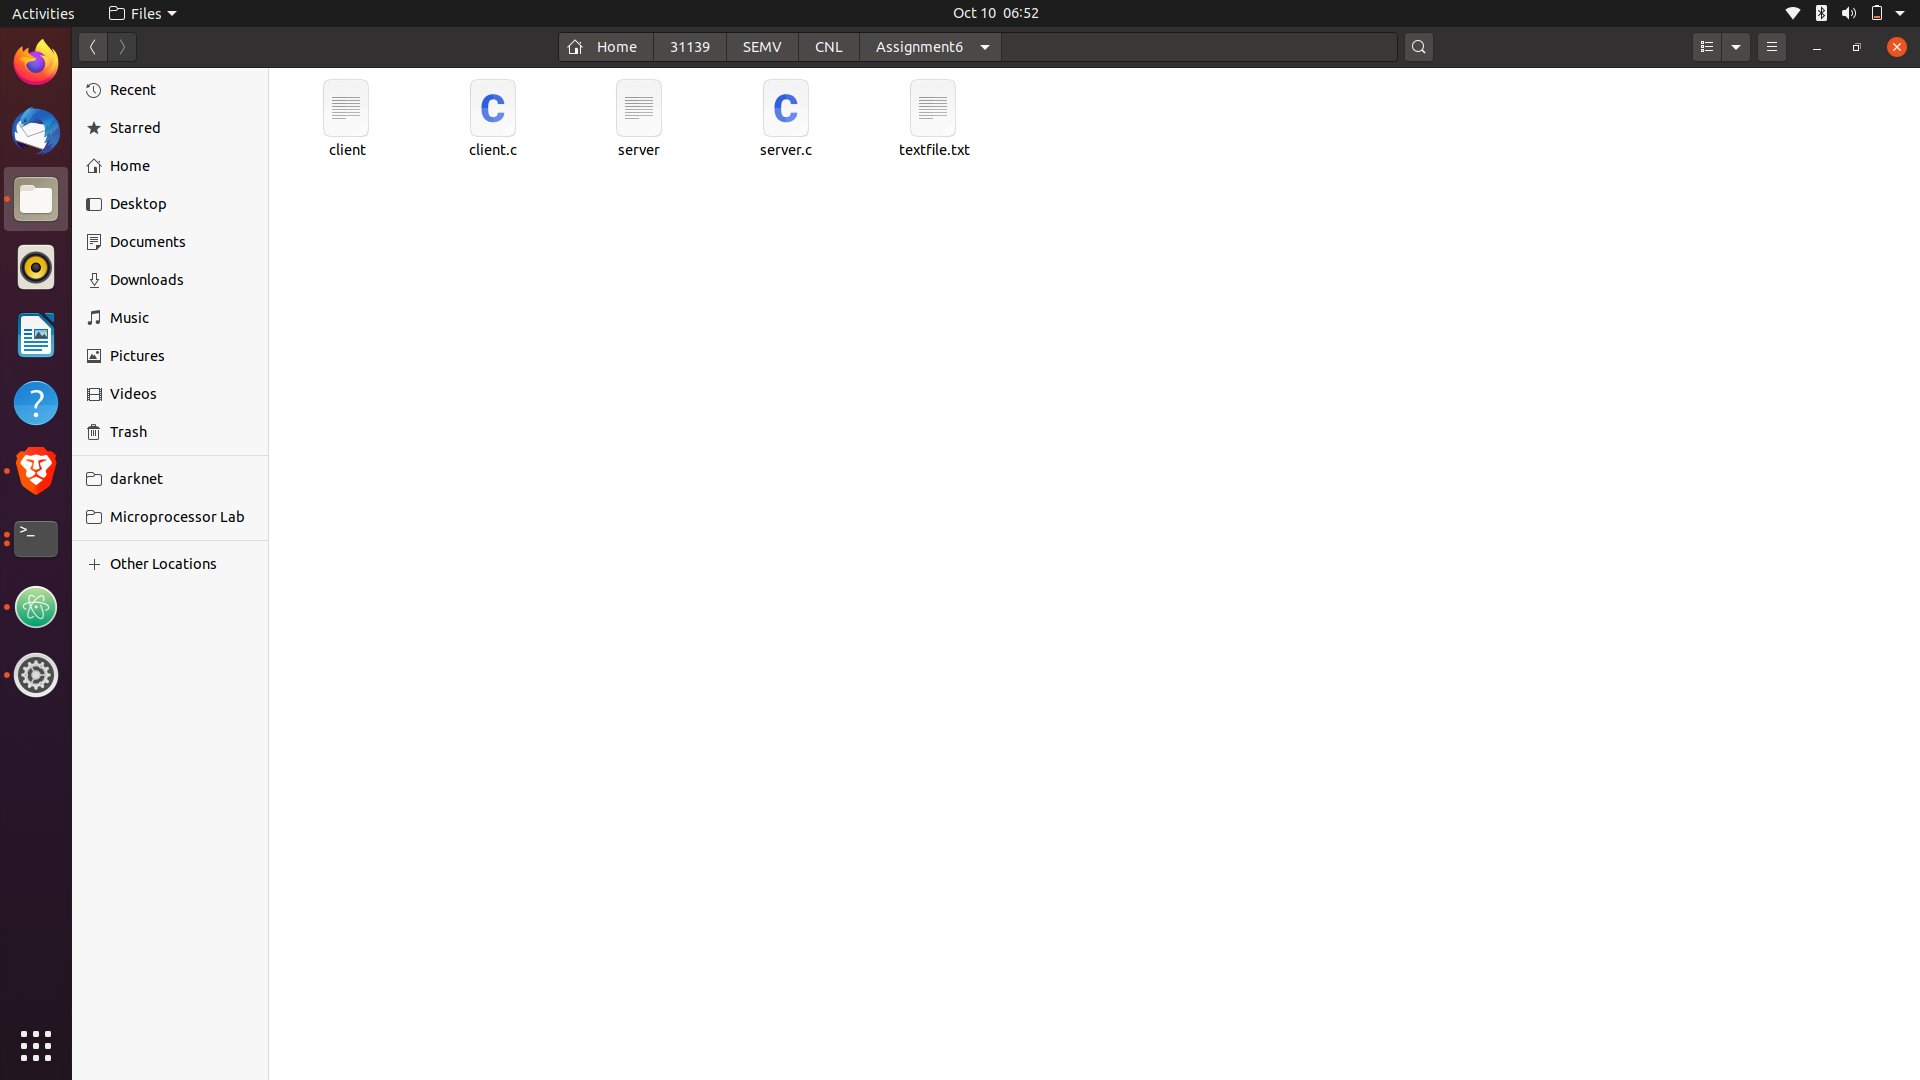 Activities Files Oct 10 06:52
Home 31139 SEMV CNL Assignment6
Recent
Starred
Home
Desktop
Documents
Downloads
Music
Pictures
Videos
Trash
darknet
Microprocessor Lab
Other Locations
client client.c server server.c textfile.txt